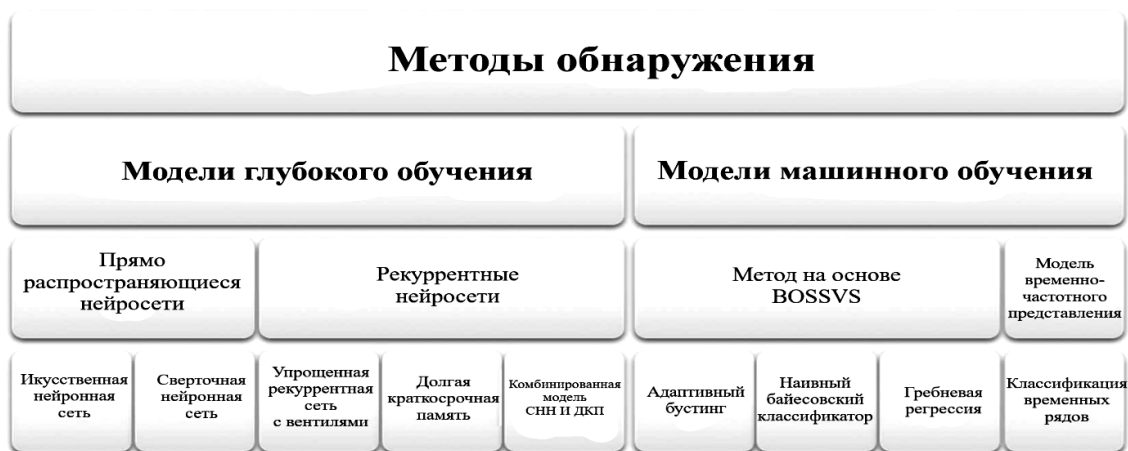 Методы обнаружения
Модели глубокого обучения
Модели машинного обучения
Прямо
распространяющиеся
нейросети
Рекуррентные
нейросети
Метод на основе
BOSSVS
Модель
временно-
частотного
представления
Икусственная
нейронная
сеть
Сверточная
нейронная
сеть
Упрощенная
рекуррентная
сеть
с вентилями
Долгая
краткосрочная
память
Комбинированная
модель
СНН И ДКП
Адаптивный
бустинг
Наивный
байесовский
классификатор
Гребневая
регрессия
Классификация
временных
рядов